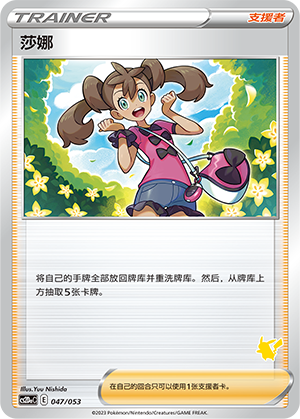 TRAINER 支援者
莎娜
将自己的手牌全部放回牌库并重洗牌库。然后，从牌库上
方抽取5张卡牌。
Illus.Yuu Nishida
E 047/053
在自己的回合只可以使用1张支援者卡。
©2023 Pokémon/Nintendo/Creatures/GAME FREAK.